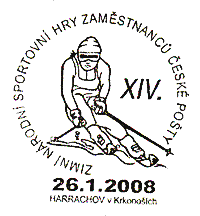 ZIMNÍ NÁRODNÍ SPORTOVNÍ HRY ZAMĚSTNANCŮ ČESKÉ POŠTY
XIV.
26.1.2008
HARRACHOV v Krkonoších